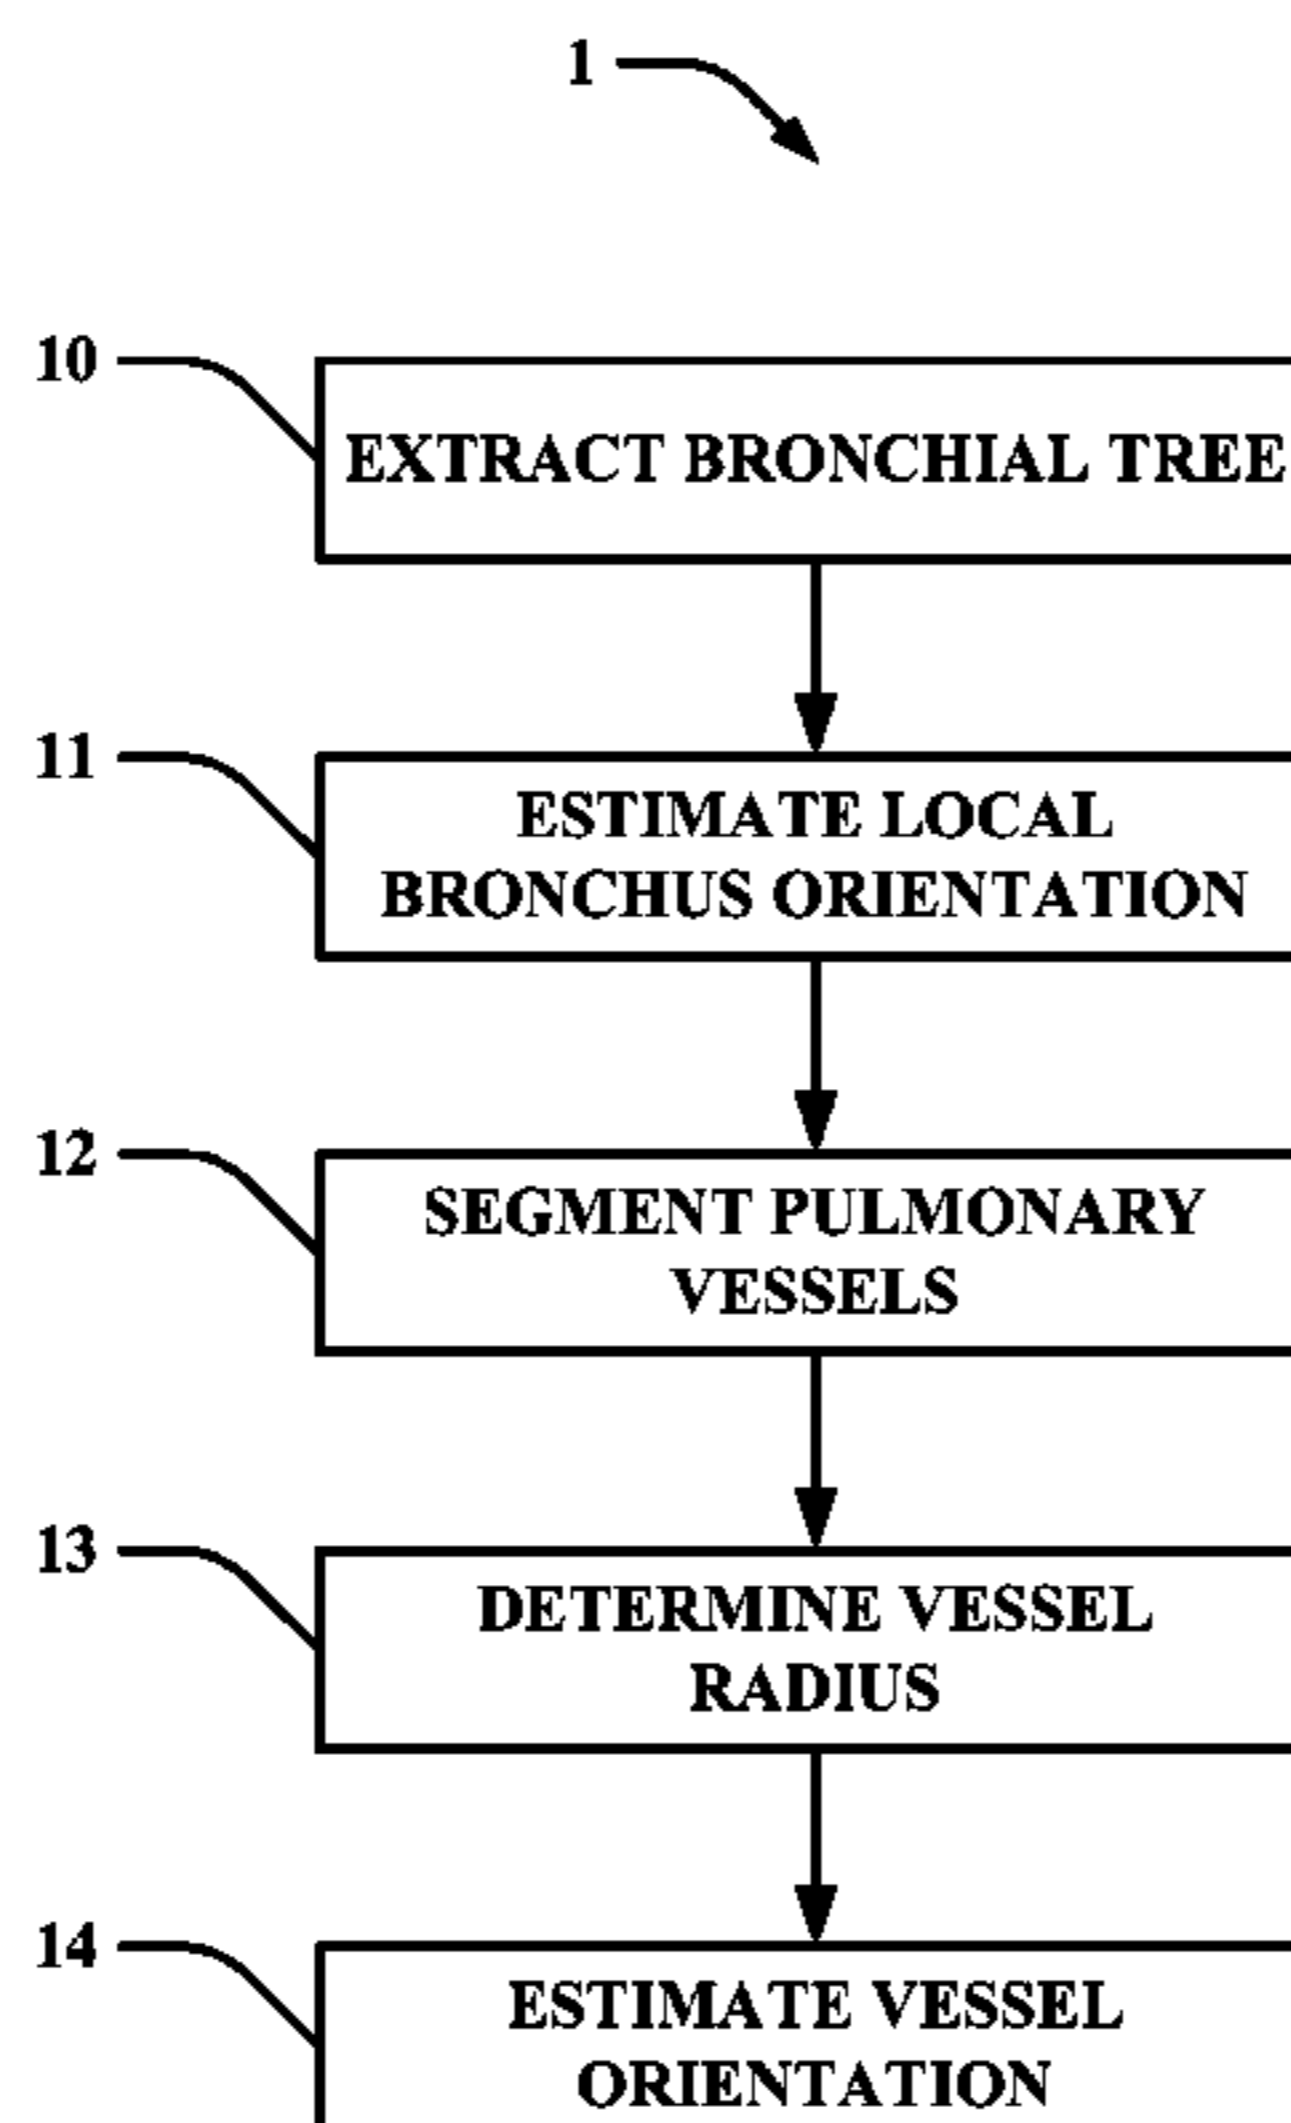 1
10
EXTRACT BRONCHIAL TREE
11
ESTIMATE LOCAL
BRONCHUS ORIENTATION
12
SEGMENT PULMONARY
VESSELS
13
DETERMINE VESSEL
RADIUS
14
ESTIMATE VESSEL
ORIENTATION